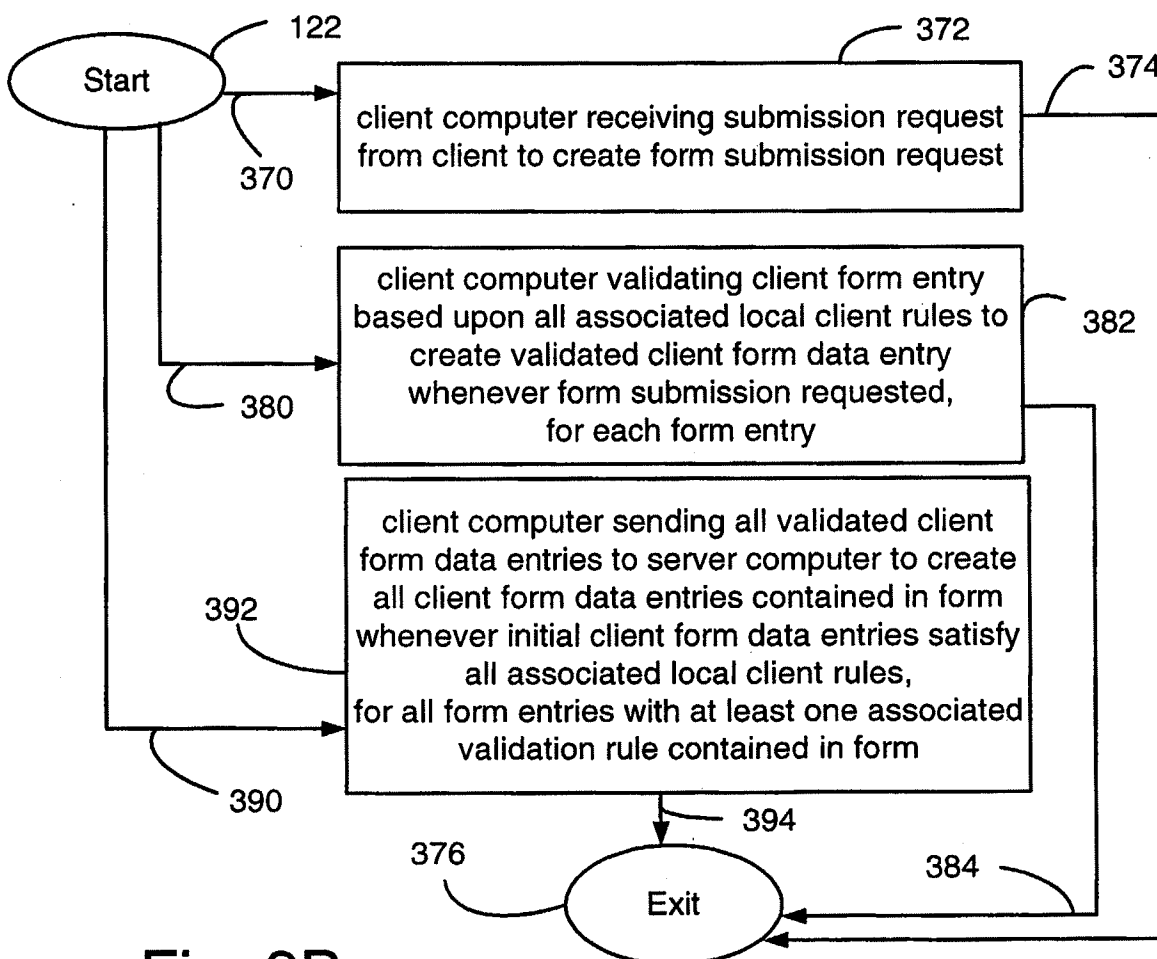 122
Start
372
374
client computer receiving submission request
from client to create form submission request
370
client computer validating client form entry
based upon all associated local client rules to
create validated client form data entry
whenever form submission requested,
for each form entry
382
380
client computer sending all validated client
form data entries to server computer to create
all client form data entries contained in form
whenever initial client form data entries satisfy
all associated local client rules,
for all form entries with at least one associated
validation rule contained in form
392
390
394
376
384
Exit